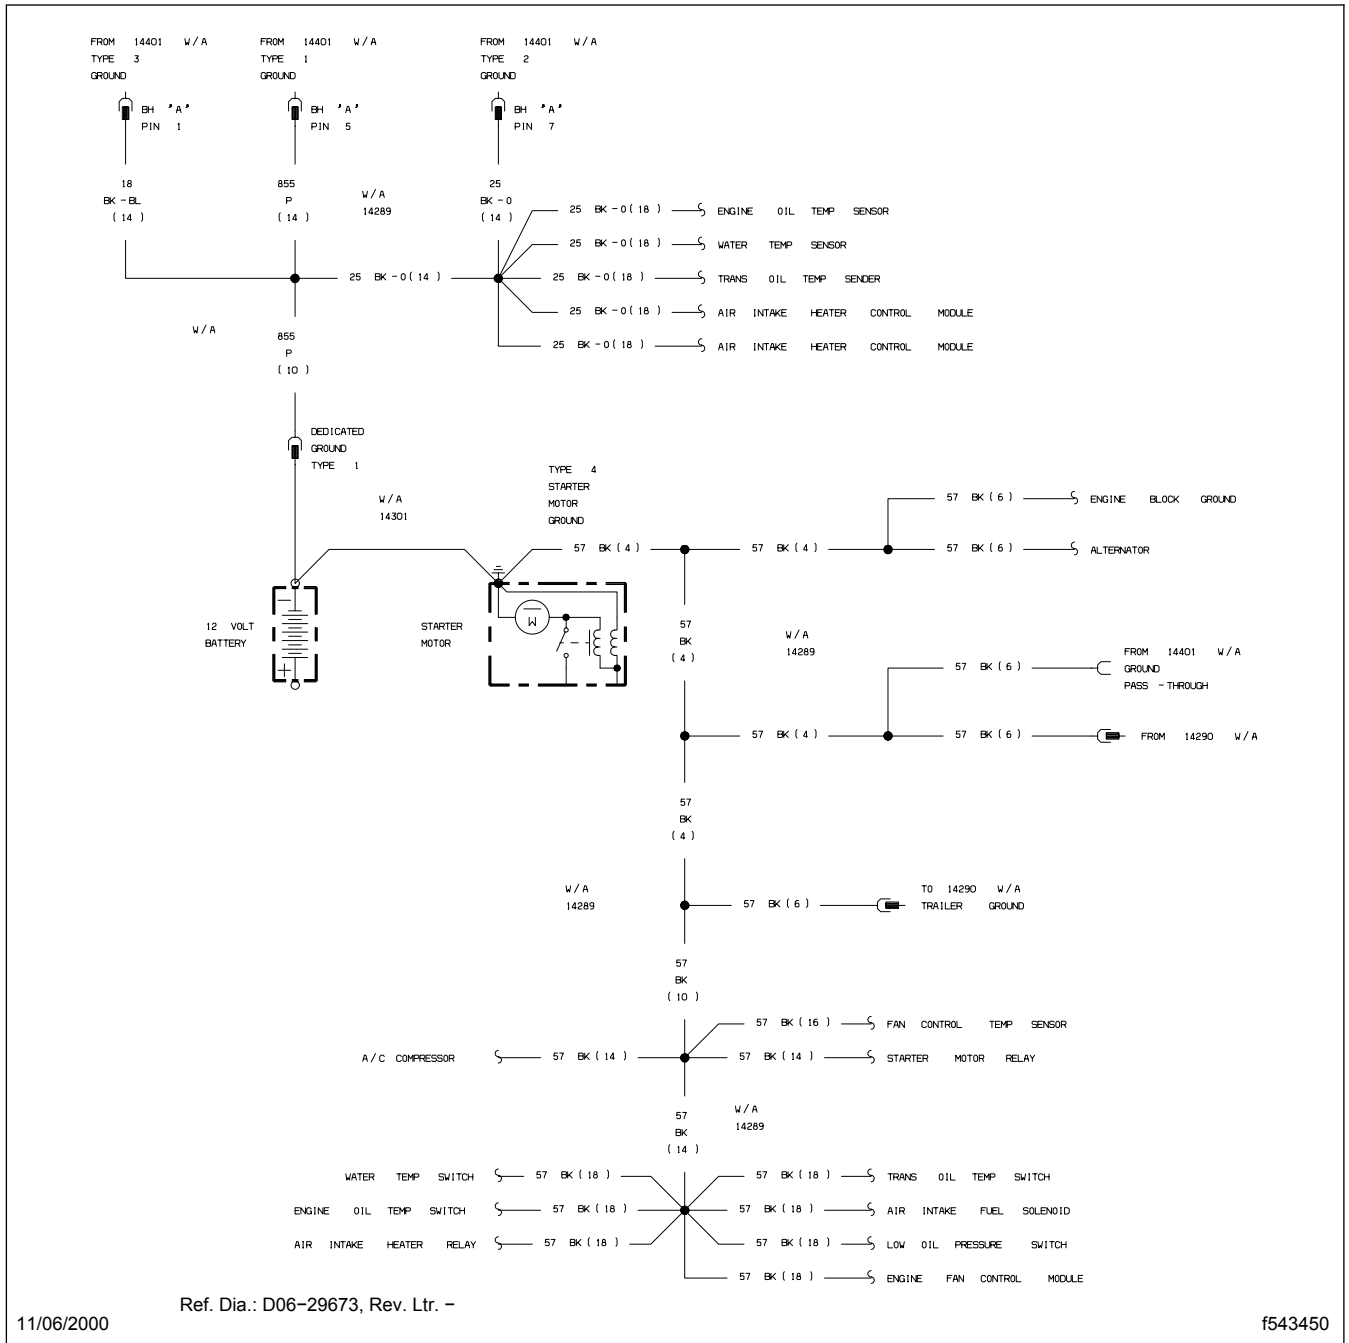 FROM 14401 W/A
TYPE 3
GROUND
FROM 14401 W/A
TYPE 1
GROUND
FROM 14401 W/A
TYPE 2
GROUND
BH 'A'
PIN 1
BH 'A'
PIN 5
BH 'A'
PIN 7
18
BK-BL
(14)
855
P
(14)
W/A
14289
25
BK-O
(14)
25 BK-O(18) ENGINE OIL TEMP SENSOR
25 BK-O(18) WATER TEMP SENSOR
25 BK-O(14)
25 BK-O(18) TRANS OIL TEMP SENDER
25 BK-O(18) AIR INTAKE HEATER CONTROL MODULE
25 BK-O(18) AIR INTAKE HEATER CONTROL MODULE
W/A
855
P
(10)
DEDICATED
GROUND
TYPE 1
W/A
14301
TYPE 4
STARTER
MOTOR
GROUND
57 BK(4)
57 BK(4)
57 BK(6) ENGINE BLOCK GROUND
57 BK(6) ALTERNATOR
12 VOLT
BATTERY
−
+
STARTER
MOTOR
M
57
BK
(4)
W/A
14289
57 BK(6)
FROM 14401 W/A
GROUND
PASS-THROUGH
57 BK(4)
57 BK(6) FROM 14290 W/A
57
BK
(4)
W/A
14289
57 BK(6)
TO 14290 W/A
TRAILER GROUND
57
BK
(10)
57 BK(16) FAN CONTROL TEMP SENSOR
A/C COMPRESSOR 57 BK(14)
57 BK(14) STARTER MOTOR RELAY
57
BK
(14)
W/A
14289
WATER TEMP SWITCH 57 BK(18)
57 BK(18) TRANS OIL TEMP SWITCH
ENGINE OIL TEMP SWITCH 57 BK(18)
57 BK(18) AIR INTAKE FUEL SOLENOID
AIR INTAKE HEATER RELAY 57 BK(18)
57 BK(18) LOW OIL PRESSURE SWITCH
57 BK(18) ENGINE FAN CONTROL MODULE
Ref. Dia.: D06−29673, Rev. Ltr. −
11/06/2000
f543450